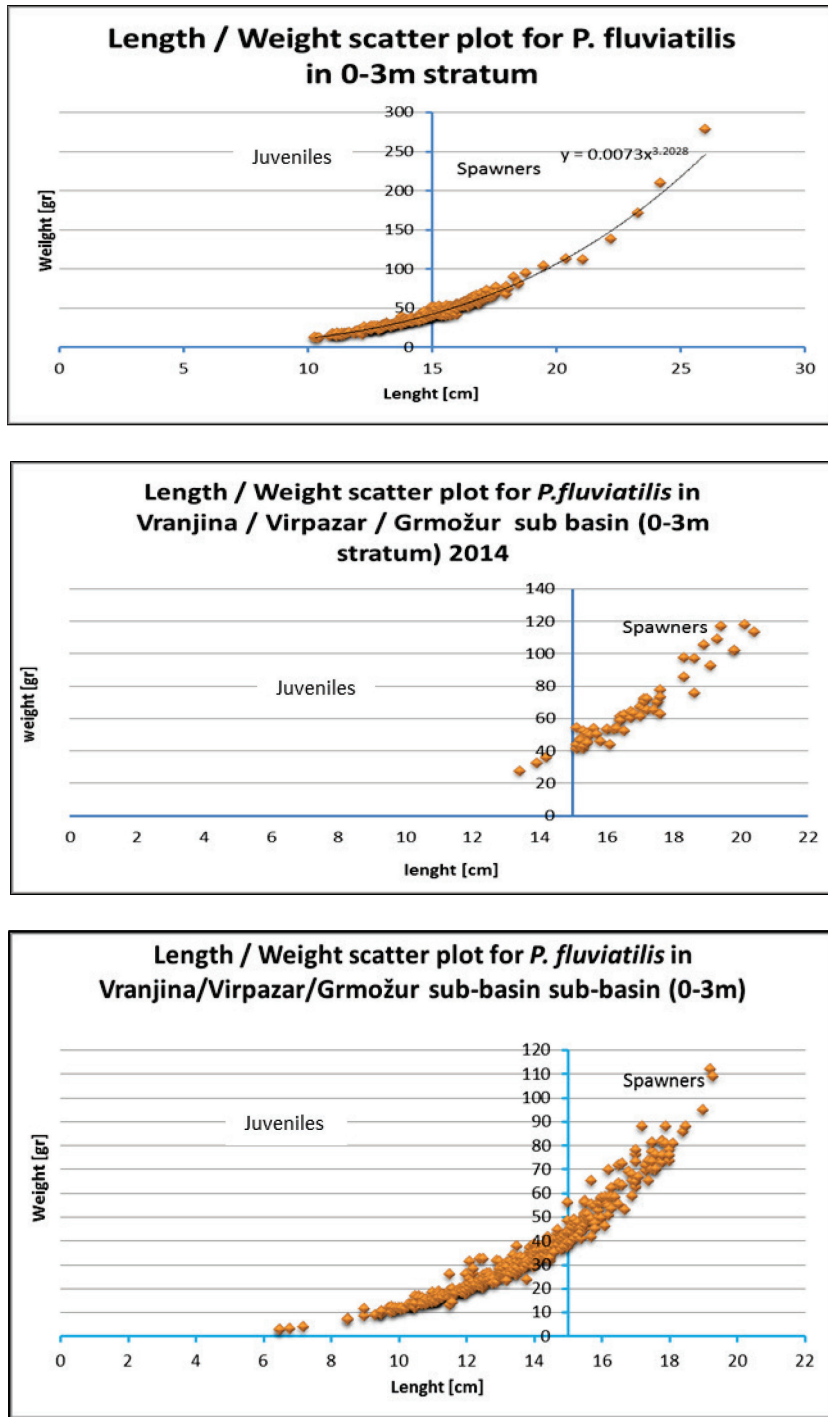 Length / Weight scatter plot for P. fluviatilis
in 0-3m stratum
300
Juveniles
250
Spawners
y = 0.0073x^3.2028
200
150
100
50
0
Weilght [gr]
0 5 10 15 20 25 30
Lenght [cm]
Length / Weight scatter plot for P.fluviatilis in
Vranjina / Virpazar / Grmožur sub basin (0-3m
stratum) 2014
140
120
Spawners
100
Juveniles
80
60
40
20
0
weight [gr]
0 2 4 6 8 10 12 14 16 18 20 22
lenght [cm]
Length / Weight scatter plot for P. fluviatilis in
Vranjina/Virpazar/Grmožur sub-basin sub-basin (0-3m)
120
110
Spawners
100
90
Juveniles
80
70
60
50
40
30
20
10
0
Weight [gr]
0 2 4 6 8 10 12 14 16 18 20 22
Lenght [cm]